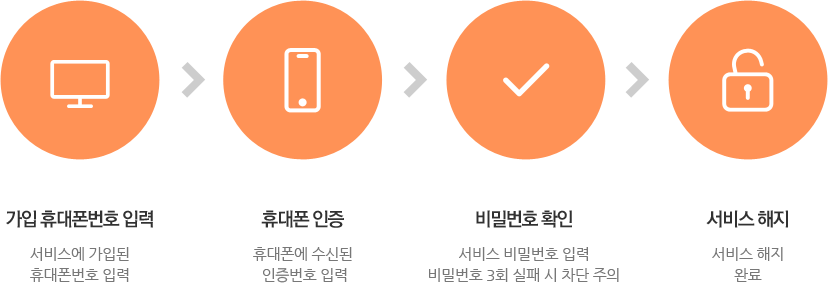 가입 휴대폰번호 입력
서비스에 가입된
휴대폰번호 입력
휴대폰 인증
휴대폰에 수신된
인증번호 입력
비밀번호 확인
서비스 비밀번호 입력
비밀번호 3회 실패 시 차단 주의
서비스 해지
서비스 해지
완료